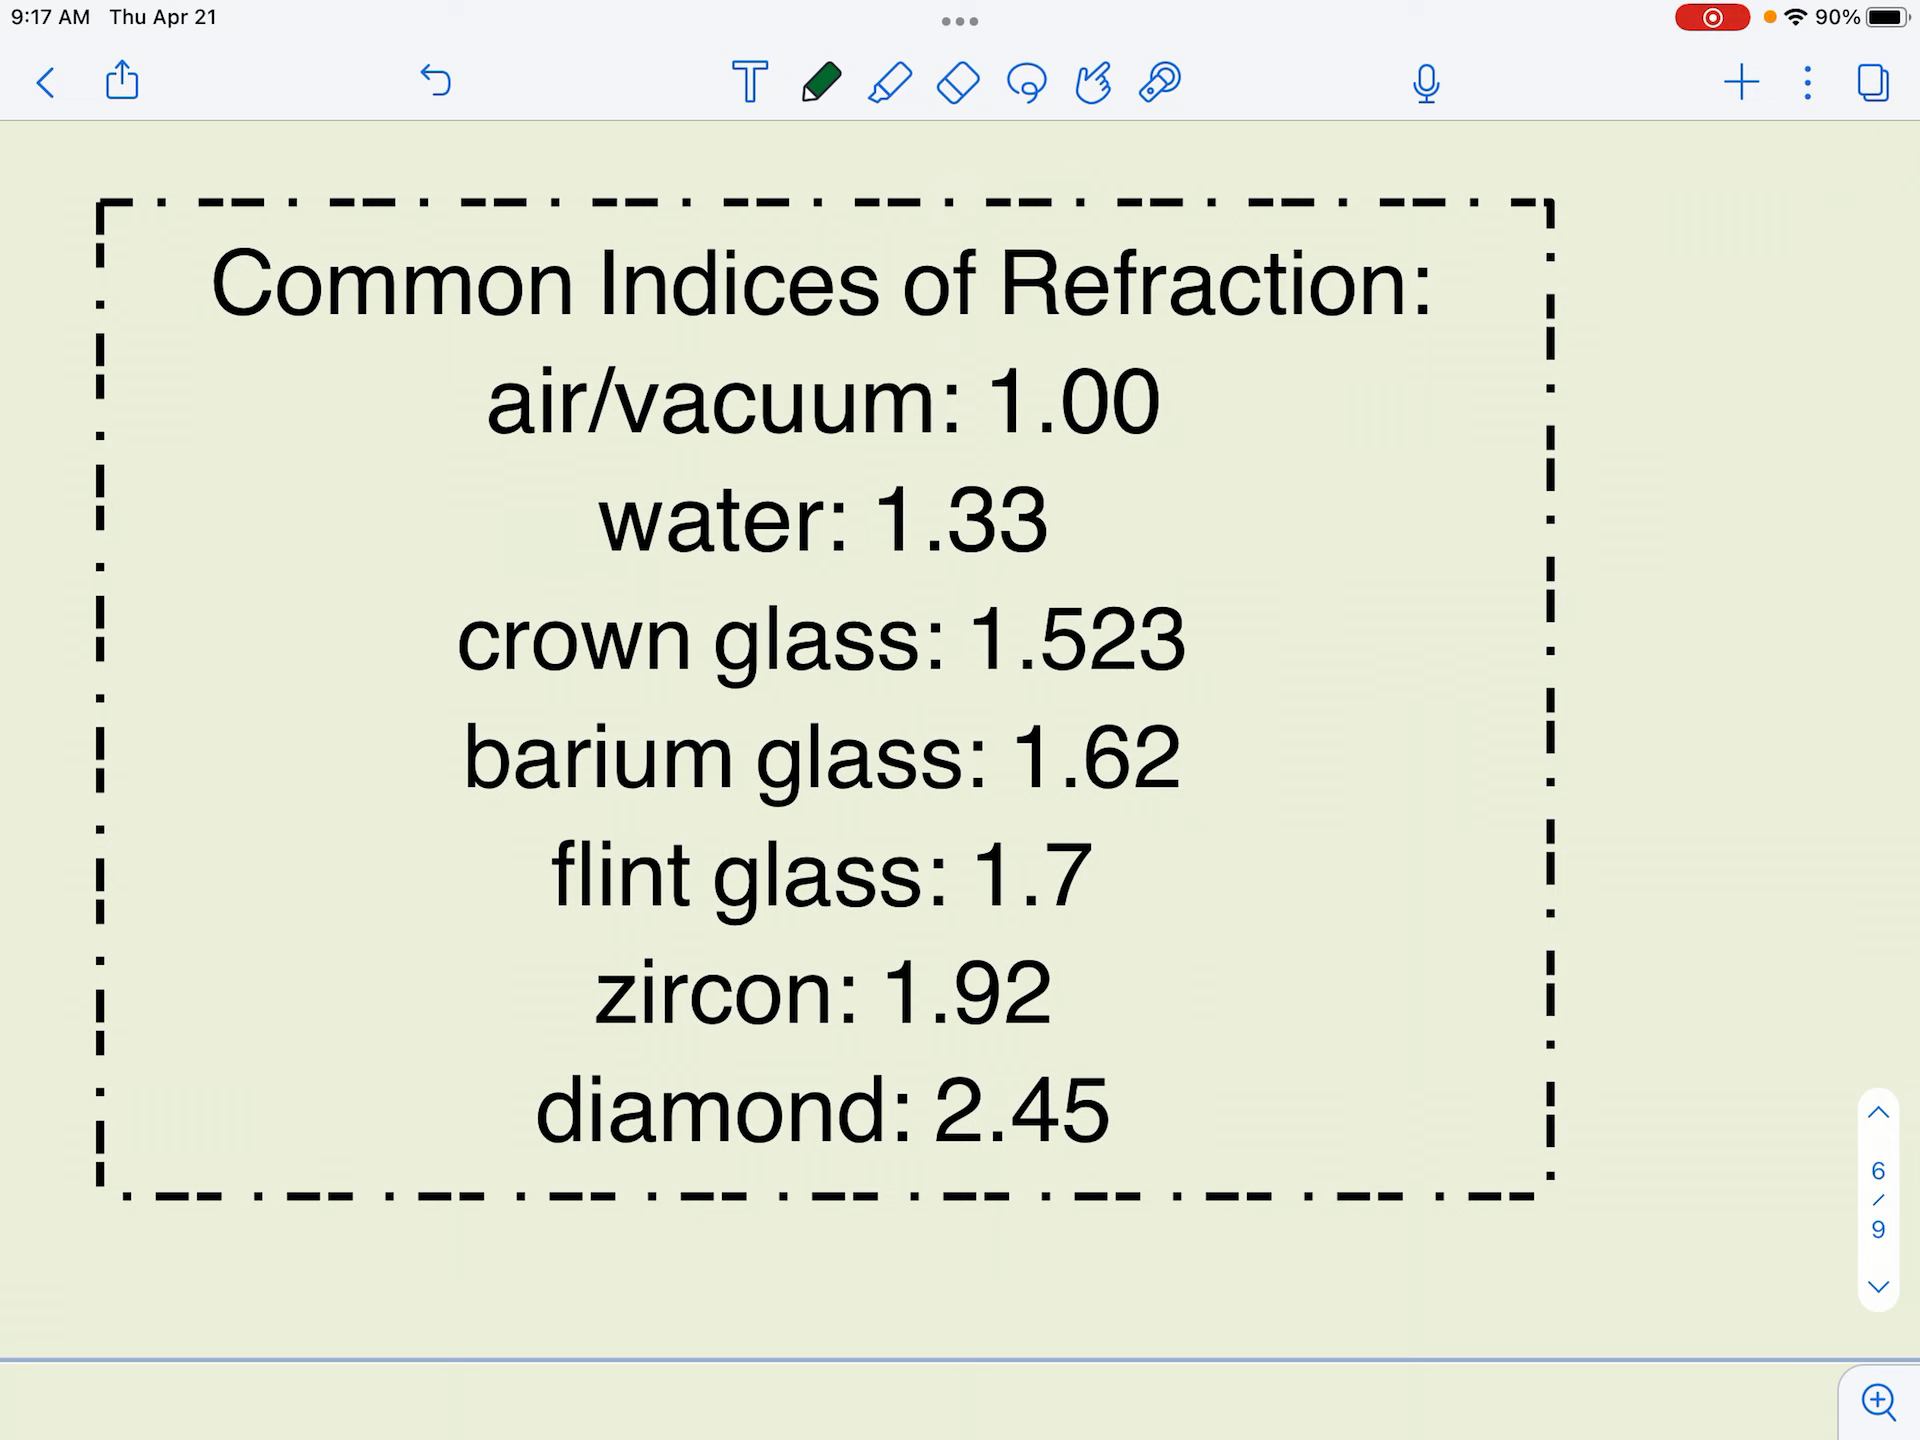 9:17 AM Thu Apr 21
90%
T
Common Indices of Refraction:
air/vacuum: 1.00
water: 1.33
crown glass: 1.523
barium glass: 1.62
flint glass: 1.7
zircon: 1.92
diamond: 2.45
6
/
9